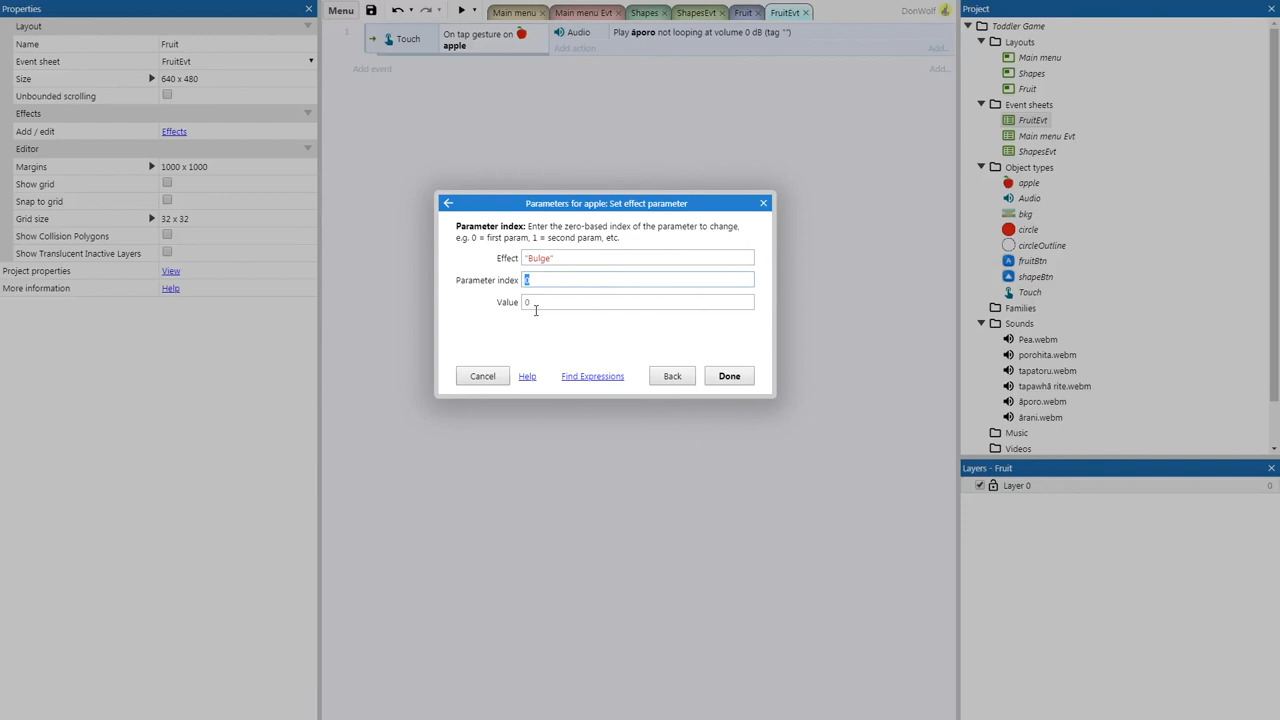 Properties
Layout
Name Fruit
Event sheet FruitEvt
Size 640 x 480
Unbounded scrolling
Effects
Add / edit Effects
Editor
Margins 1000 x 1000
Show grid
Snap to grid
Grid size 32 x 32
Show Collision Polygons
Show Translucent Inactive Layers
Project properties View
More information Help
Menu
Main menu
Main menu Evt
Shapes
ShapesEvt
Fruit
FruitEvt
DonWolf
1
Touch
On tap gesture on apple
Audio
Play āporo not looping at volume 0 dB (tag "")
Add action
Add...
Add event
Add...
Parameters for apple: Set effect parameter
Parameter index: Enter the zero-based index of the parameter to change,
e.g. 0 = first param, 1 = second param, etc.
Effect "Bulge"
Parameter index 0
Value 0
Cancel Help Find Expressions Back Done
Project
Toddler Game
Layouts
Main menu
Shapes
Fruit
Event sheets
FruitEvt
Main menu Evt
ShapesEvt
Object types
apple
Audio
bkg
circle
circleOutline
fruitBtn
shapeBtn
Touch
Families
Sounds
Pea.webm
porohita.webm
tapatoru.webm
tapawhā rite.webm
āporo.webm
ārani.webm
Music
Videos
Layers - Fruit
Layer 0 0